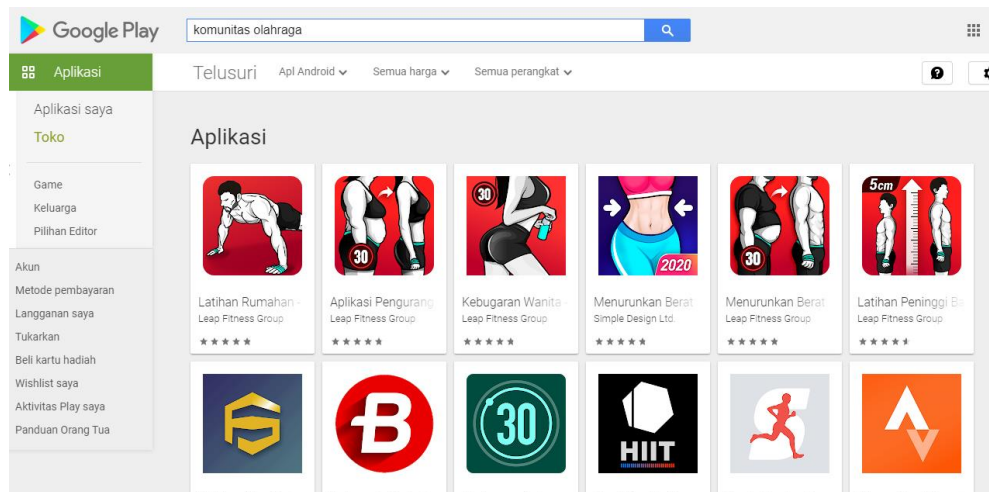 Google Play
komunitas olahraga
Aplikasi
Telusuri
Apl Android
Semua harga
Semua perangkat
Aplikasi saya
Toko
Game
Keluarga
Pilihan Editor
Akun
Metode pembayaran
Langganan saya
Tukarkan
Beli kartu hadiah
Wishlist saya
Aktivitas Play saya
Panduan Orang Tua
Aplikasi
30
30
2020
30
5cm
Latihan Rumahan -
Aplikasi Pengurang
Kebugaran Wanita -
Menurunkan Berat
Menurunkan Berat
Latihan Peninggi B
Leap Fitness Group
Leap Fitness Group
Leap Fitness Group
Simple Design Ltd.
Leap Fitness Group
Leap Fitness Group
B
30
HIIT
S